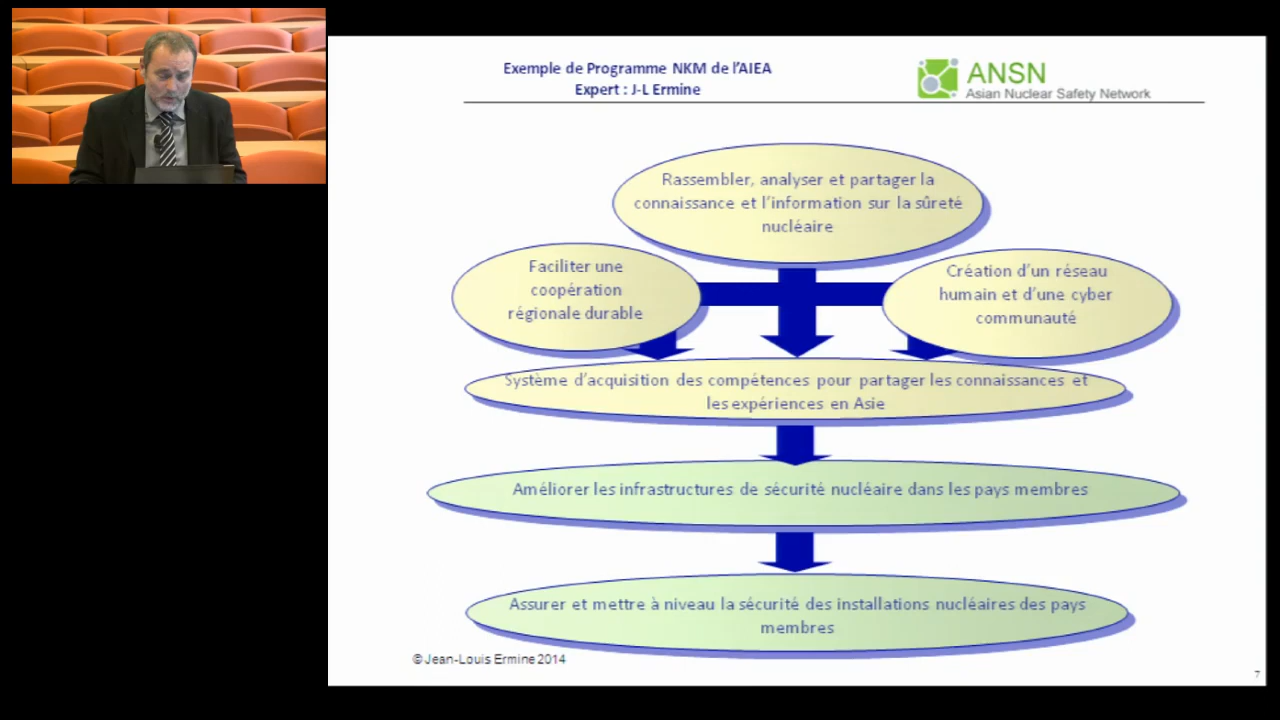 Exemple de Programme NKM de l'AIEA
Expert : J-L Ermine
ANSN
Asian Nuclear Safety Network
Rassembler, analyser et partager la
connaissance et l'information sur la sûreté
nucléaire
Faciliter une
coopération
régionale durable
Création d'un réseau
humain et d'une cyber
communauté
Système d'acquisition des compétences pour partager les connaissances et
les expériences en Asie
Améliorer les infrastructures de sécurité nucléaire dans les pays membres
Assurer et mettre à niveau la sécurité des installations nucléaires des pays
membres
© Jean-Louis Ermine 2014
7